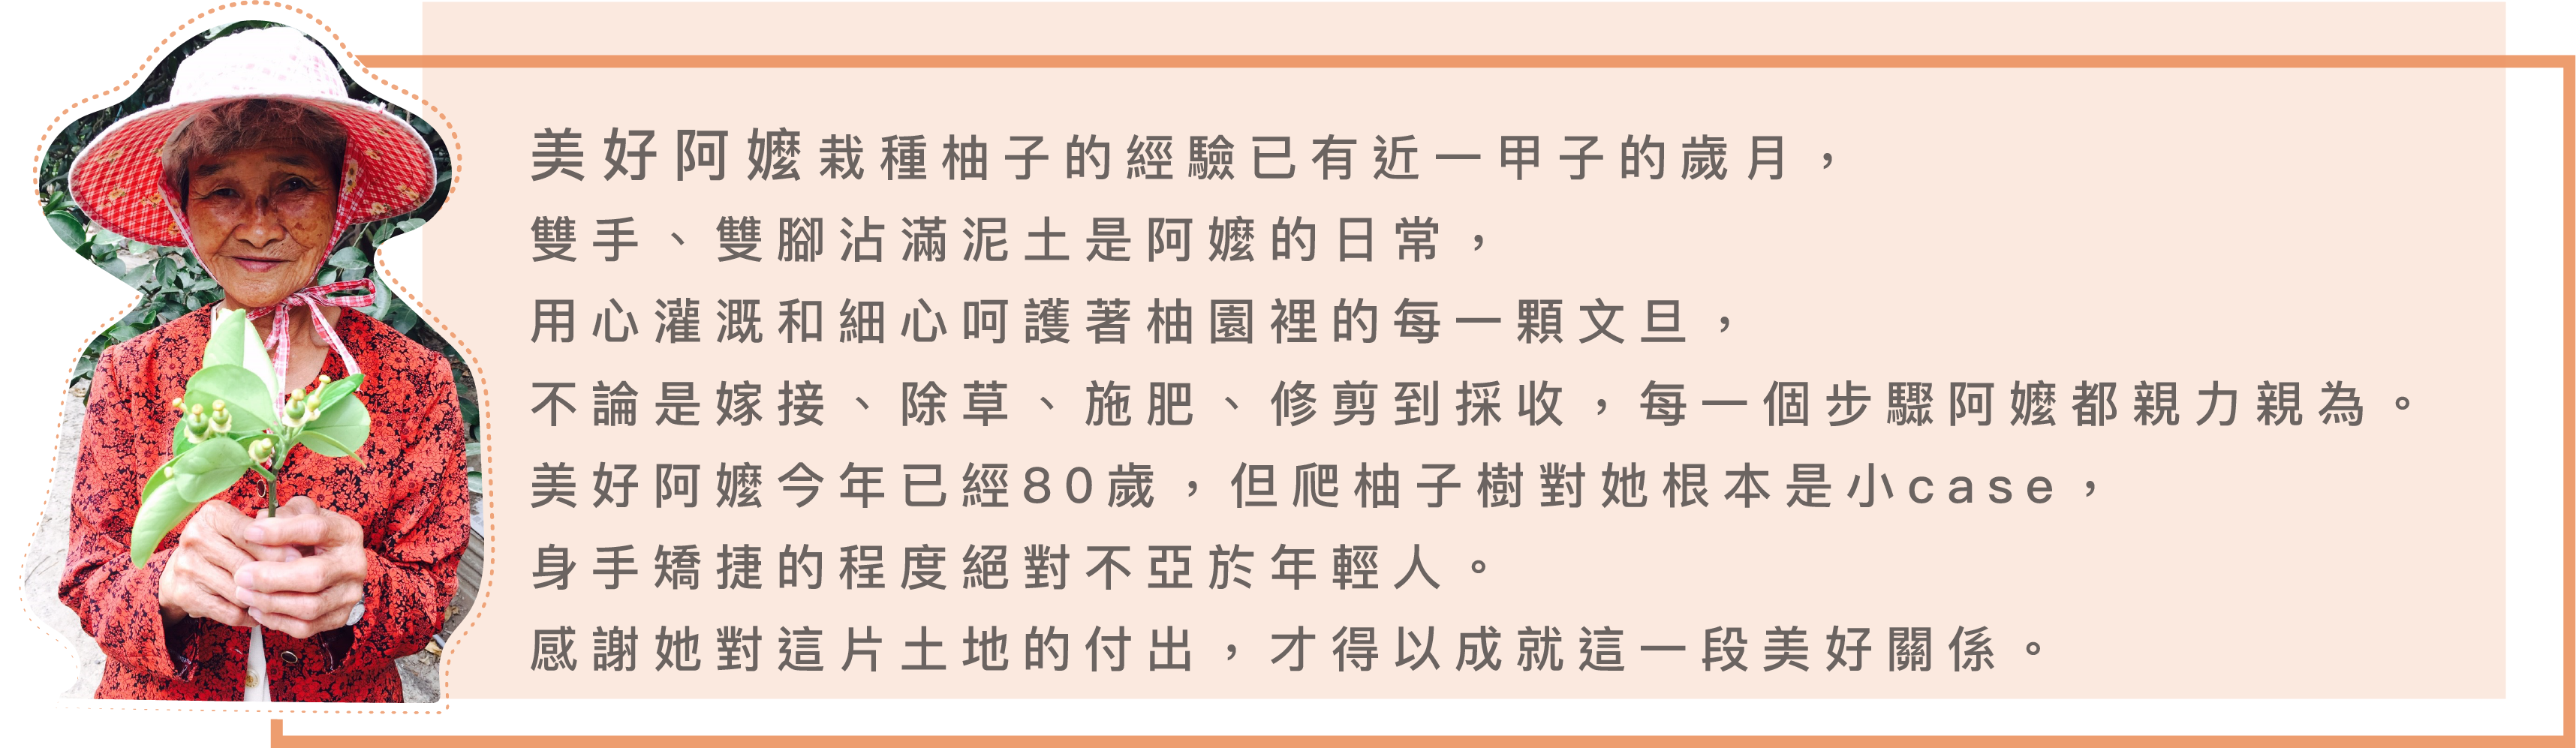 美好阿嬤栽種柚子的經驗已有近一甲子的歲月，
雙手、雙腳沾滿泥土是阿嬤的日常，
用心灌溉和細心呵護著柚園裡的每一顆文旦，
不論是嫁接、除草、施肥、修剪到採收，每一個步驟阿嬤都親力親為。
美好阿嬤今年已經80歲，但爬柚子樹對她根本是小case，
身手矯捷的程度絕對不亞於年輕人。
感謝她對這片土地的付出，才得以成就這一段美好關係。